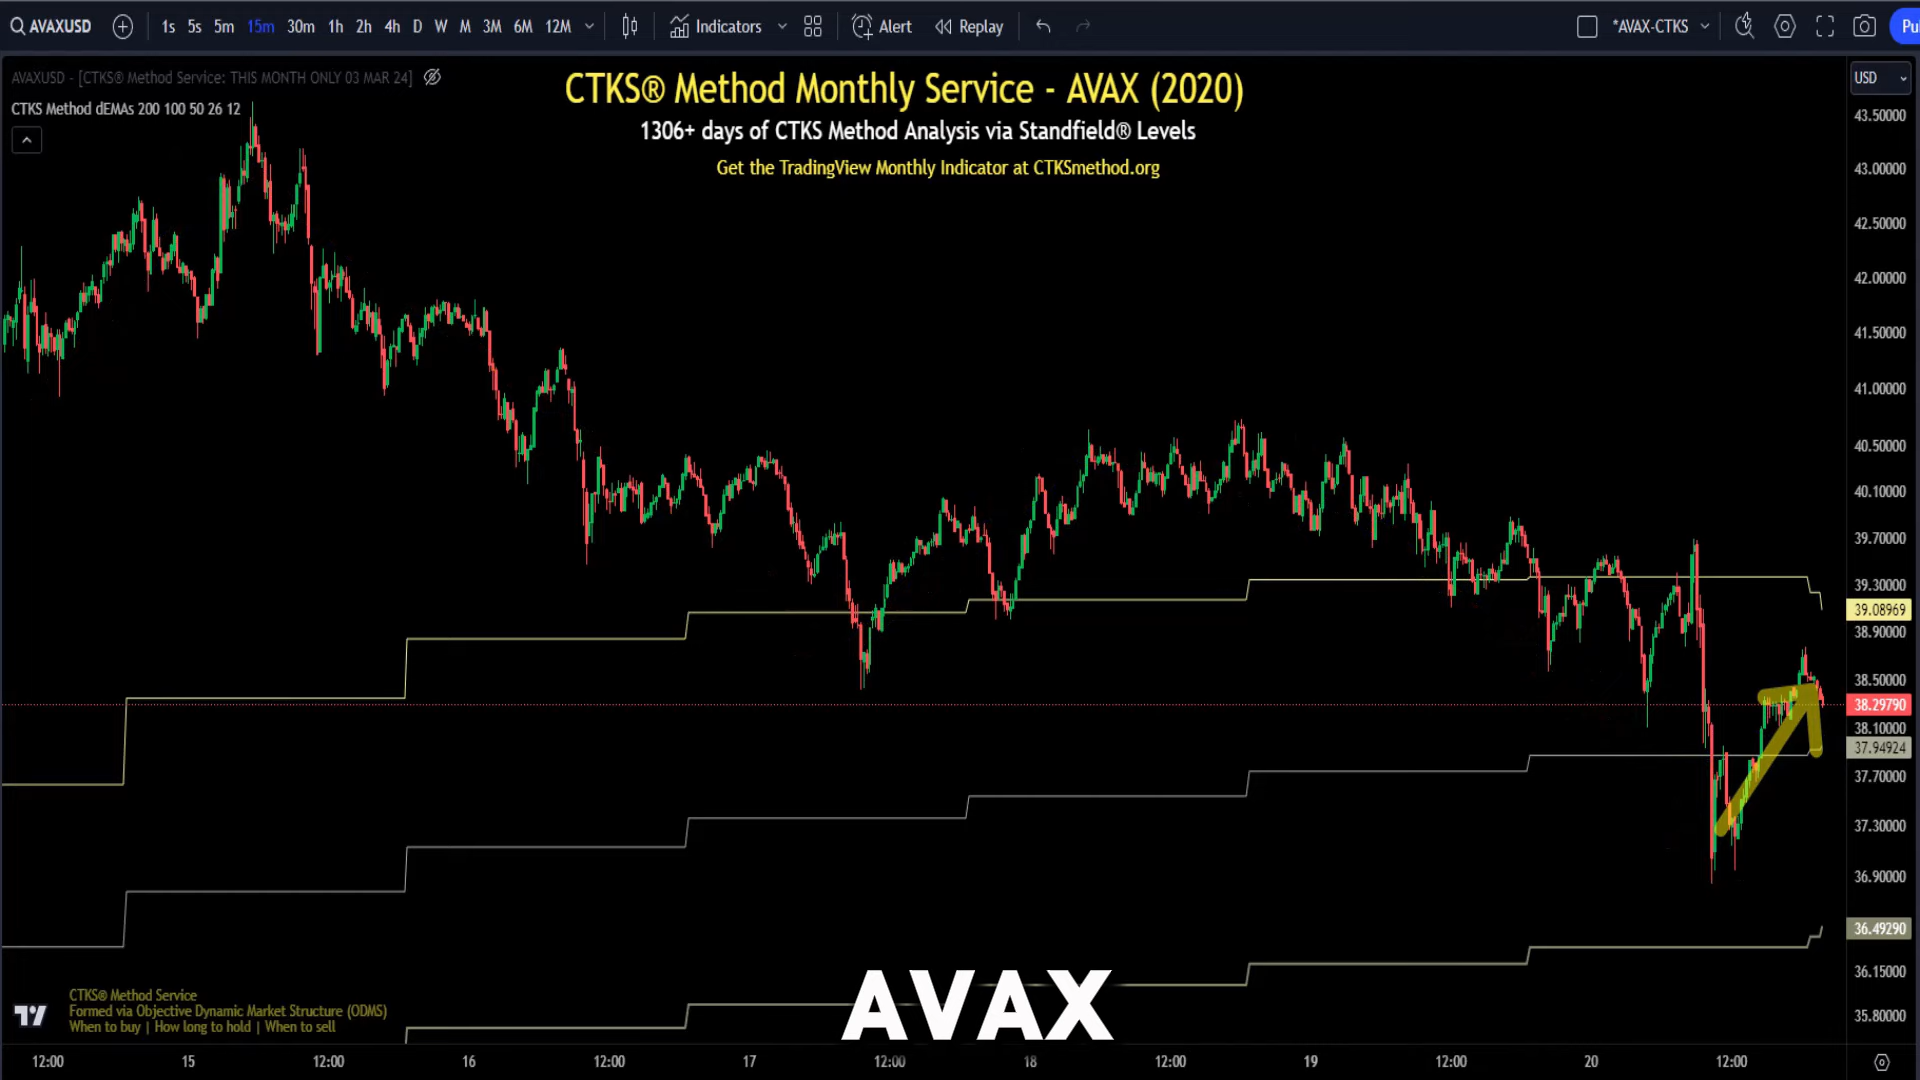 AVAXUSD 1s 5s 5m 15m 30m 1h 2h 4h D W M 3M 6M 12M Indicators Alert Replay *AVAX-CTKS Pu
AVAXUSD - [CTKS® Method Service: THIS MONTH ONLY 03 MAR 24]
CTKS Method dEMAs 200 100 50 26 12
CTKS® Method Monthly Service - AVAX (2020)
1306+ days of CTKS Method Analysis via Standfield® Levels
Get the TradingView Monthly Indicator at CTKSmethod.org
USD
43.50000
43.00000
42.50000
42.00000
41.50000
41.00000
40.50000
40.10000
39.70000
39.30000
39.08969
38.90000
38.50000
38.29790
38.10000
37.94924
37.70000
37.30000
36.90000
36.49290
36.15000
35.80000
AVAX
CTKS® Method Service
Formed via Objective Dynamic Market Structure (ODMS)
When to buy | How long to hold | When to sell
12:00 15 12:00 16 12:00 17 12:00 18 12:00 19 12:00 20 12:00